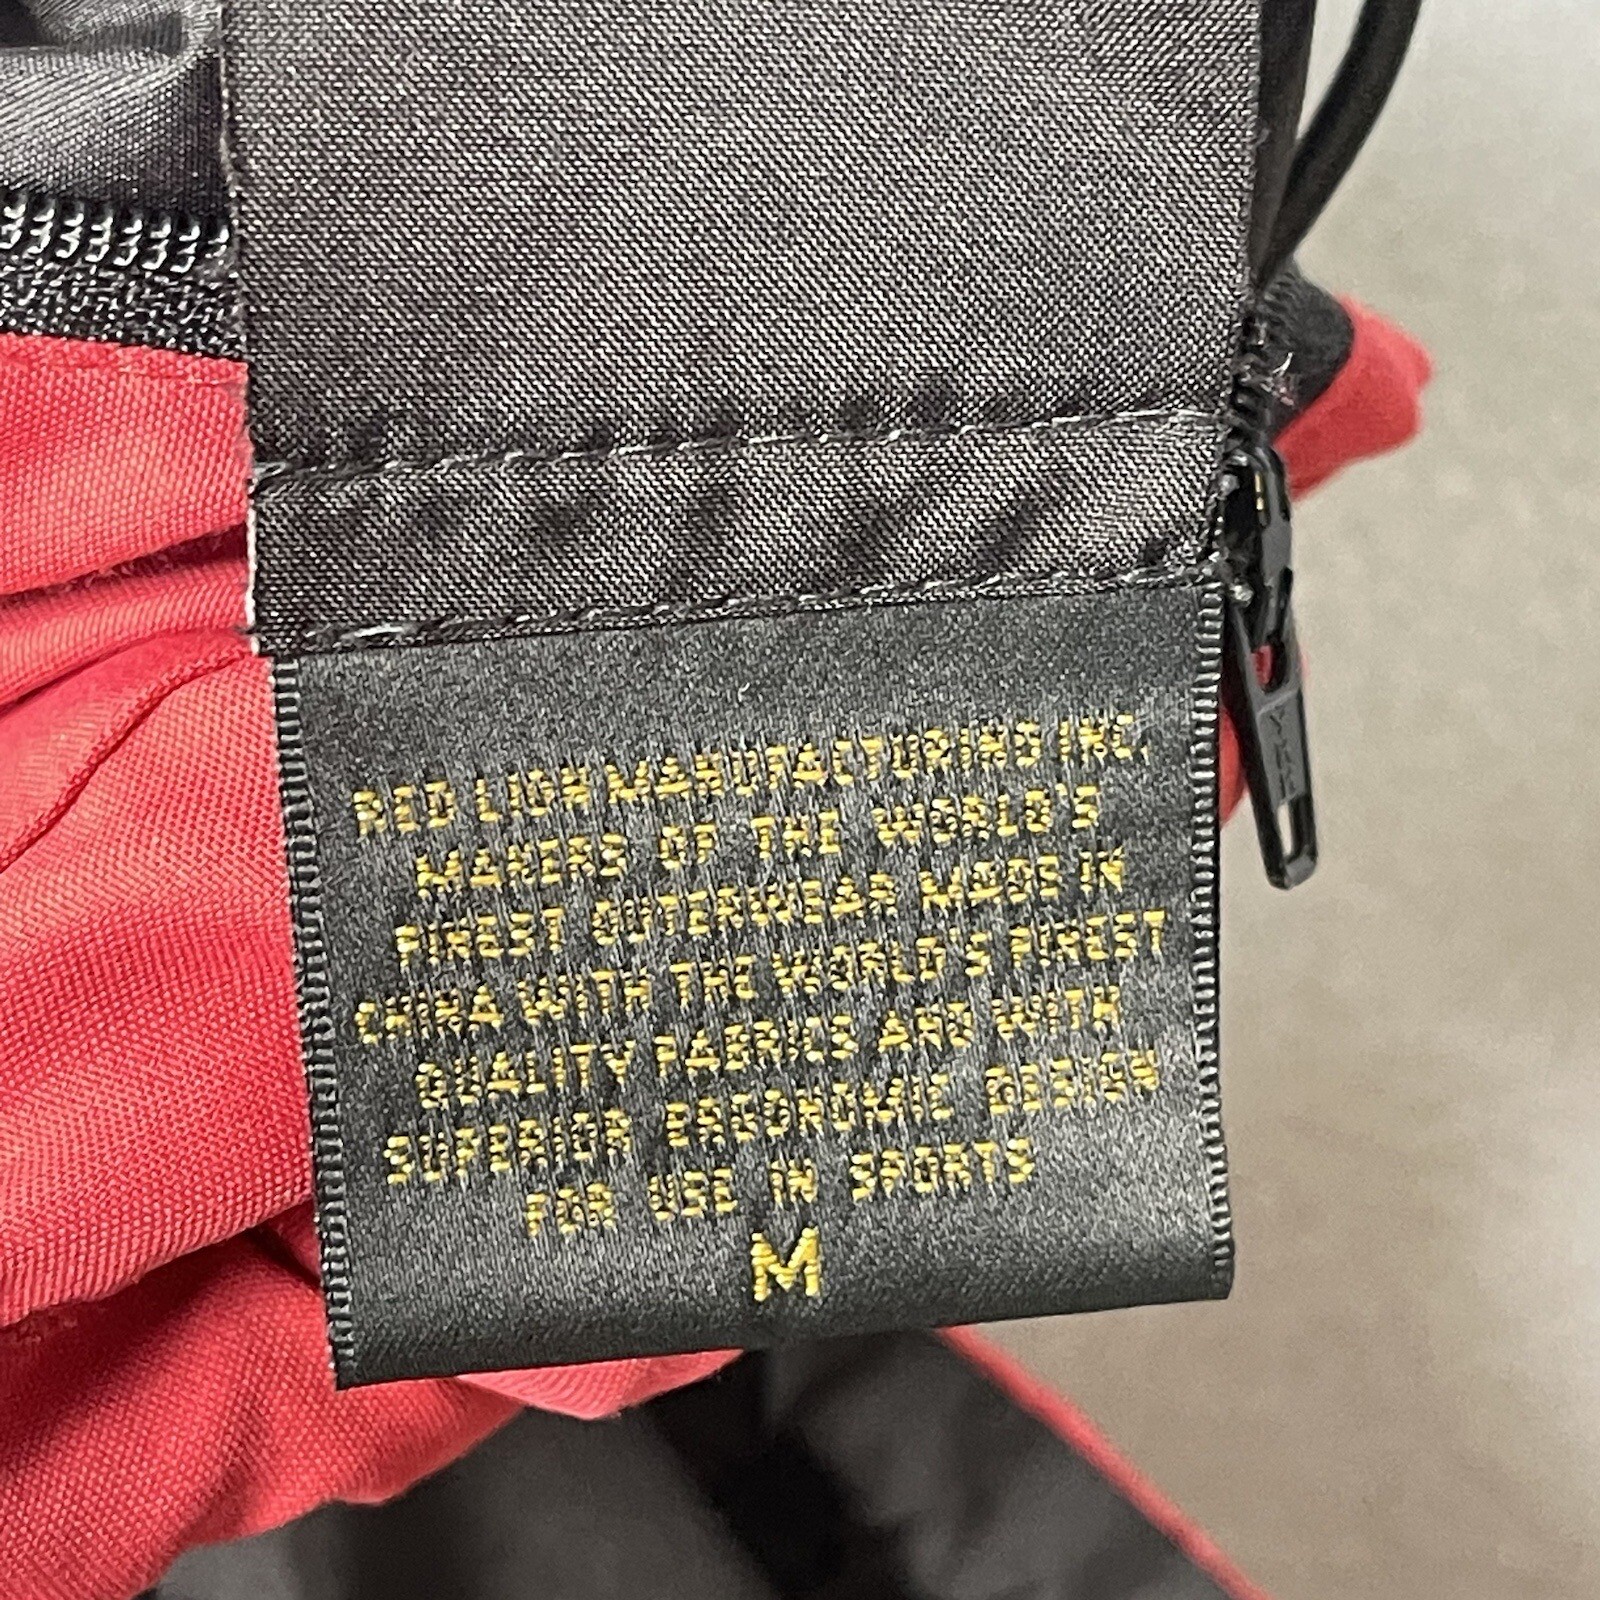 RED LION MANUFACTURING INC.
MAKERS OF THE WORLD'S
FINEST OUTERWEAR MADE IN
CHINA WITH THE WORLD'S FINEST
QUALITY FABRICS AND WITH
SUPERIOR ERGONOMIC DESIGN
FOR USE IN SPORTS
M
YKK